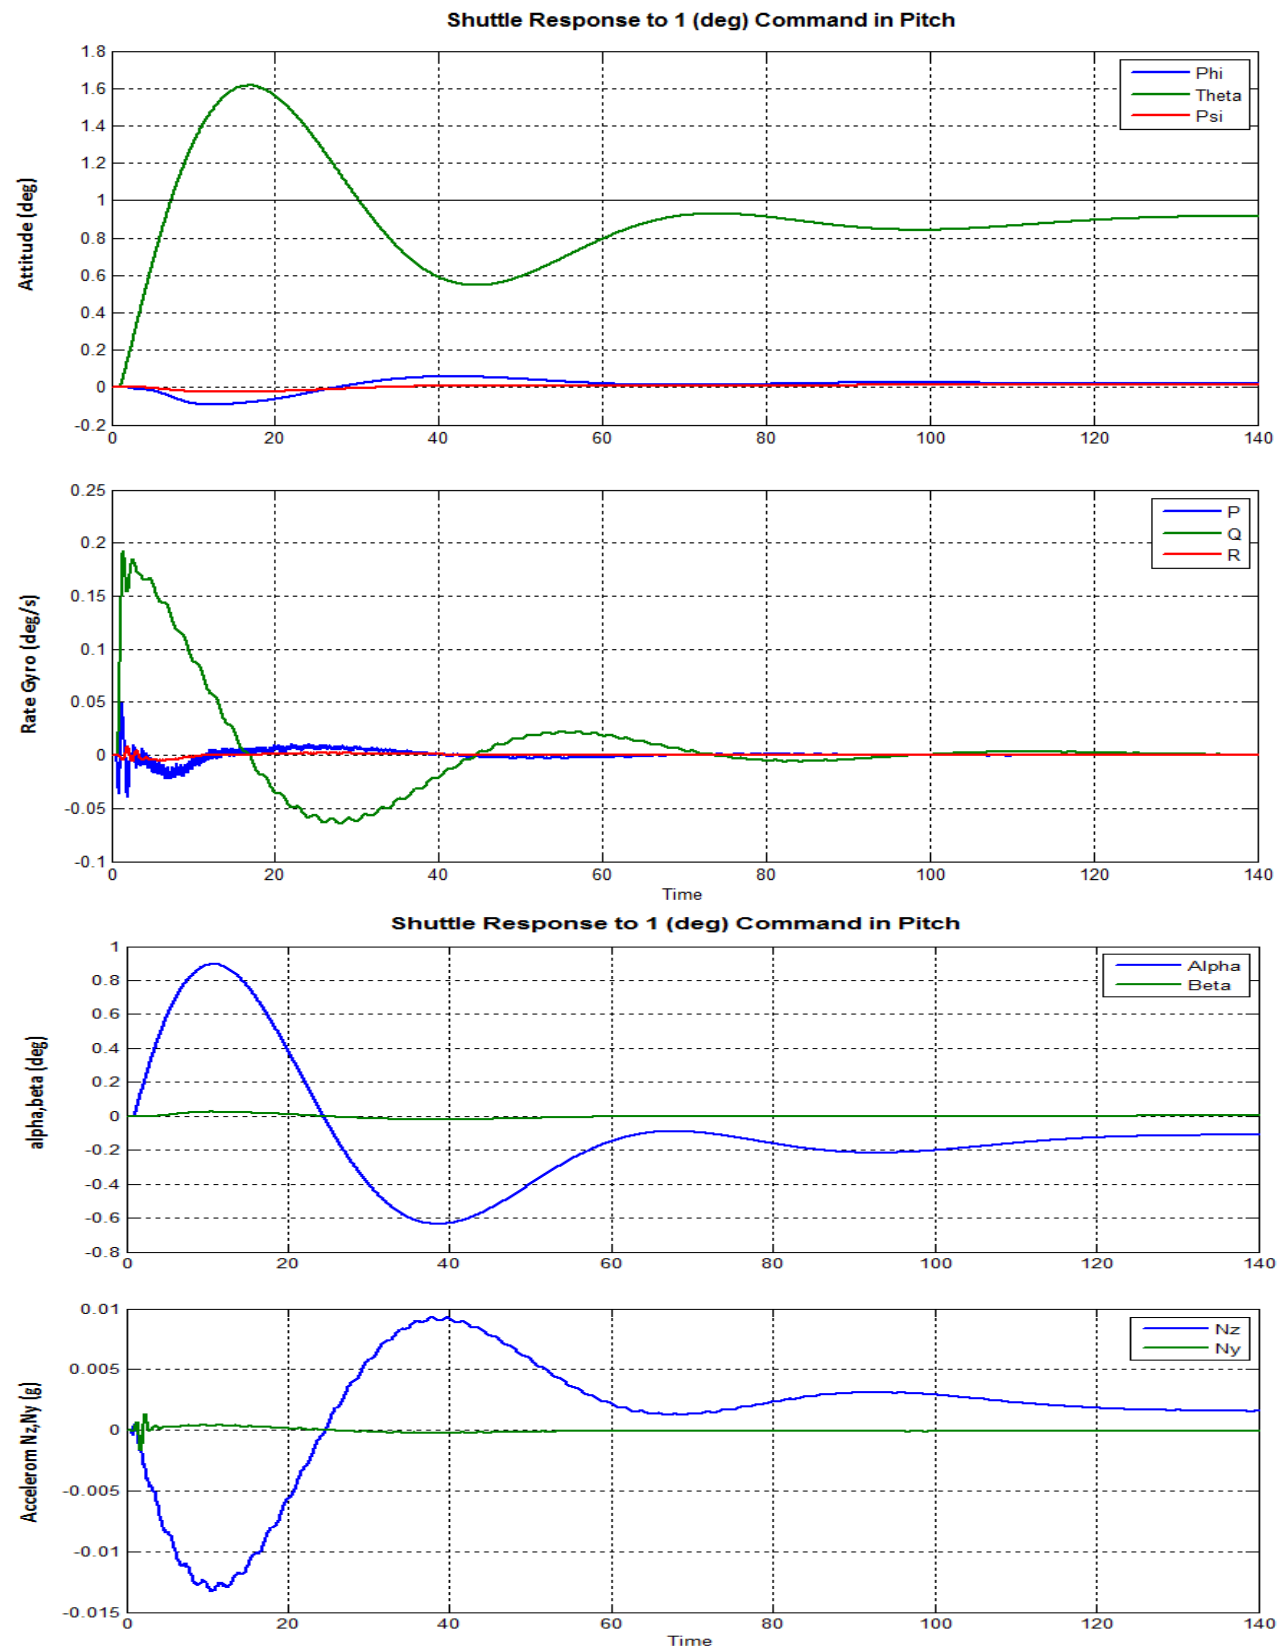 Shuttle Response to 1 (deg) Command in Pitch
1.8
1.6
1.4
1.2
1
0.8
0.6
0.4
0.2
0
-0.2
Attitude (deg)
Phi
Theta
Psi
0 20 40 60 80 100 120 140
0.25
0.2
0.15
0.1
0.05
0
-0.05
-0.1
Rate Gyro (deg/s)
P
Q
R
0 20 40 60 80 100 120 140
Time
Shuttle Response to 1 (deg) Command in Pitch
1
0.8
0.6
0.4
0.2
0
-0.2
-0.4
-0.6
-0.8
alpha,beta (deg)
Alpha
Beta
0 20 40 60 80 100 120 140
0.01
0.005
0
-0.005
-0.01
-0.015
Accelerom Nz,Ny (g)
Nz
Ny
0 20 40 60 80 100 120 140
Time